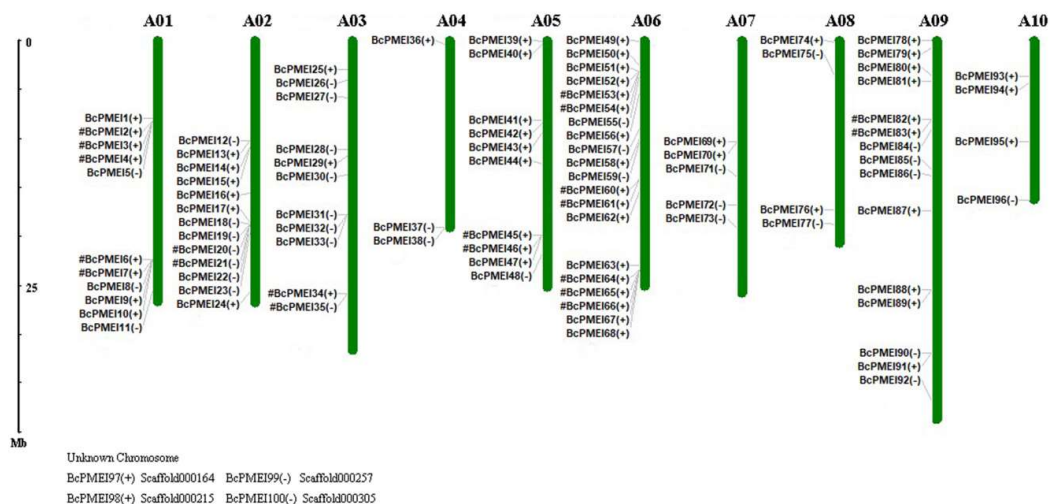 A01 A02 A03 A04 A05 A06 A07 A08 A09 A10
0
25
Mb
BcPMEI1(+)
#BcPMEI2(+)
#BcPMEI3(+)
#BcPMEI4(+)
BcPMEI5(-)
#BcPMEI6(+)
#BcPMEI7(+)
BcPMEI8(-)
BcPMEI9(+)
BcPMEI10(+)
BcPMEI11(-)
BcPMEI12(-)
BcPMEI13(+)
BcPMEI14(+)
BcPMEI15(+)
BcPMEI16(+)
BcPMEI17(+)
BcPMEI18(-)
BcPMEI19(-)
#BcPMEI20(-)
#BcPMEI21(-)
BcPMEI22(-)
BcPMEI23(-)
BcPMEI24(+)
BcPMEI25(+)
BcPMEI26(-)
BcPMEI27(-)
BcPMEI28(-)
BcPMEI29(+)
BcPMEI30(-)
BcPMEI31(-)
BcPMEI32(-)
BcPMEI33(-)
#BcPMEI34(+)
#BcPMEI35(-)
BcPMEI36(+)
BcPMEI37(-)
BcPMEI38(-)
BcPMEI39(+)
BcPMEI40(+)
BcPMEI41(+)
BcPMEI42(+)
BcPMEI43(+)
BcPMEI44(+)
#BcPMEI45(+)
#BcPMEI46(+)
BcPMEI47(+)
BcPMEI48(-)
BcPMEI49(+)
BcPMEI50(+)
BcPMEI51(+)
BcPMEI52(+)
#BcPMEI53(+)
#BcPMEI54(+)
BcPMEI55(-)
BcPMEI56(+)
BcPMEI57(-)
BcPMEI58(+)
BcPMEI59(-)
#BcPMEI60(+)
#BcPMEI61(+)
BcPMEI62(+)
BcPMEI63(+)
#BcPMEI64(+)
#BcPMEI65(+)
#BcPMEI66(+)
BcPMEI67(+)
BcPMEI68(+)
BcPMEI69(+)
BcPMEI70(+)
BcPMEI71(-)
BcPMEI72(-)
BcPMEI73(-)
BcPMEI74(+)
BcPMEI75(-)
BcPMEI76(+)
BcPMEI77(-)
BcPMEI78(+)
BcPMEI79(+)
BcPMEI80(+)
BcPMEI81(+)
#BcPMEI82(+)
#BcPMEI83(+)
BcPMEI84(-)
BcPMEI85(-)
BcPMEI86(-)
BcPMEI87(+)
BcPMEI88(+)
BcPMEI89(+)
BcPMEI90(-)
BcPMEI91(+)
BcPMEI92(-)
BcPMEI93(+)
BcPMEI94(+)
BcPMEI95(+)
BcPMEI96(-)
Unknown Chromosome
BcPMEI97(+) Scaffold000164 BcPMEI99(-) Scaffold000257
BcPMEI98(+) Scaffold000215 BcPMEI100(-) Scaffold000305